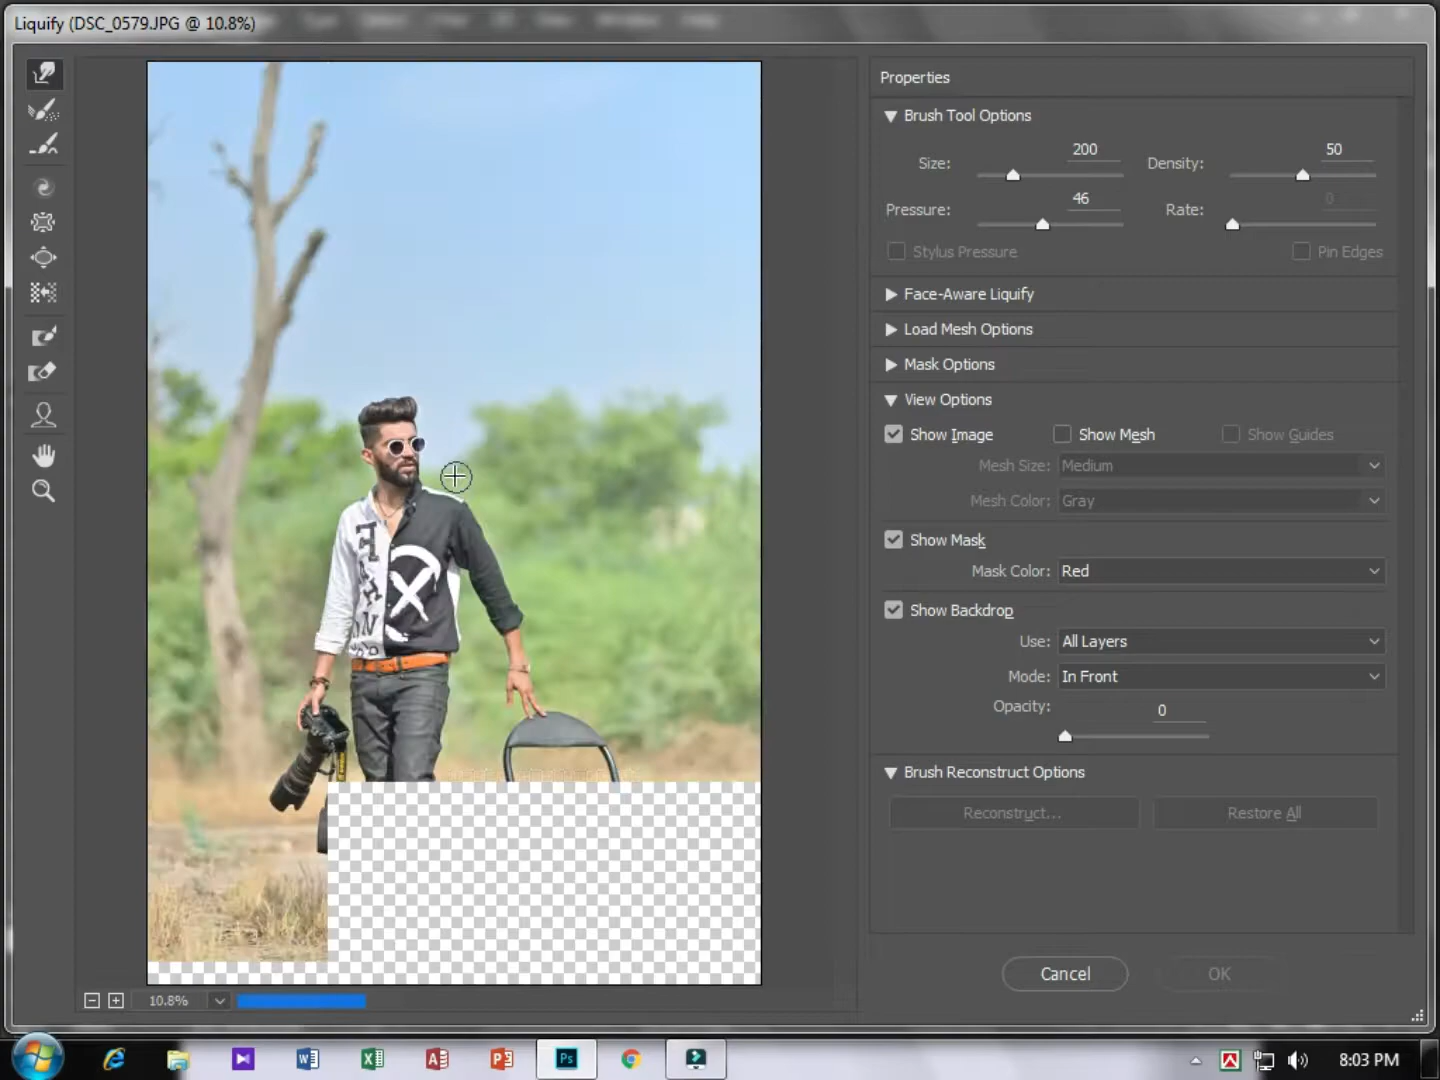 Liquify (DSC_0579.JPG @ 10.8%)
Properties
Brush Tool Options
Size: 200 Density: 50
Pressure: 46 Rate: 0
Stylus Pressure Pin Edges
Face-Aware Liquify
Load Mesh Options
Mask Options
View Options
Show Image Show Mesh Show Guides
Mesh Size: Medium
Mesh Color: Gray
Show Mask
Mask Color: Red
Show Backdrop
Use: All Layers
Mode: In Front
Opacity: 0
Brush Reconstruct Options
Reconstruct... Restore All
Cancel OK
10.8%
Ps
8:03 PM